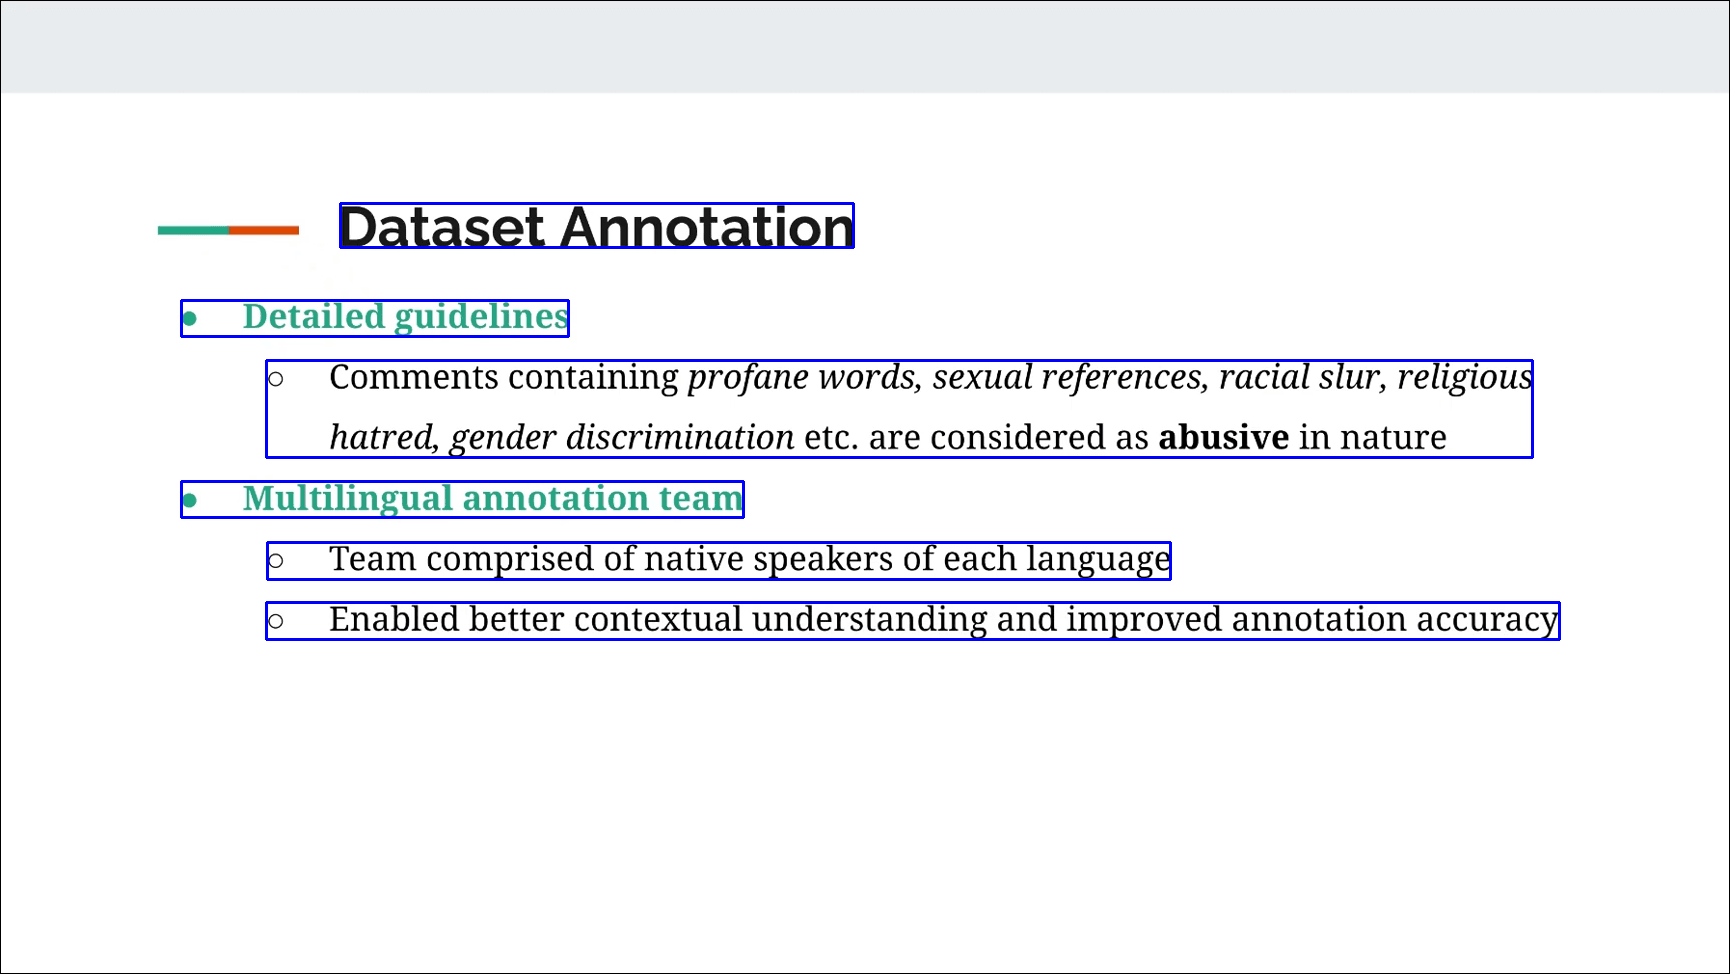 Dataset Annotation
● Detailed guidelines
○ Comments containing profane words, sexual references, racial slur, religious
hatred, gender discrimination etc. are considered as abusive in nature
● Multilingual annotation team
○ Team comprised of native speakers of each language
○ Enabled better contextual understanding and improved annotation accuracy